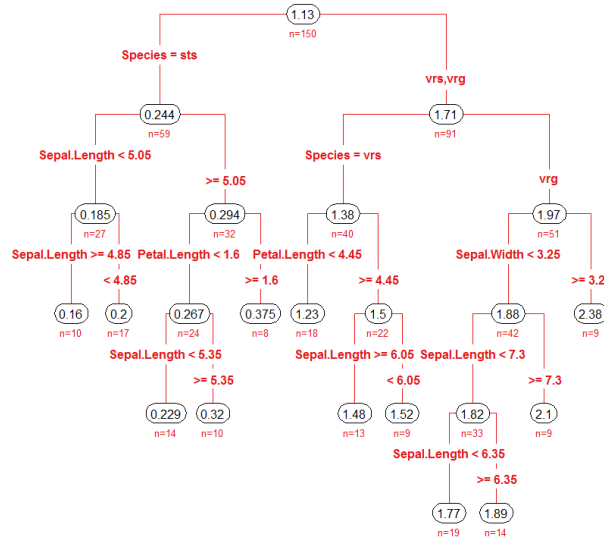 1.13
n=150
Species = sts
vrs,vrg
0.244
1.71
n=59
n=91
Sepal.Length < 5.05
>= 5.05
Species = vrs
vrg
0.185
0.294
1.38
1.97
n=27
n=32
n=40
n=51
Sepal.Length >= 4.85
< 4.85
Petal.Length < 1.6
>= 1.6
Petal.Length < 4.45
>= 4.45
Sepal.Width < 3.25
>= 3.2
0.16
0.2
0.267
0.375
1.23
1.5
1.88
2.38
n=10
n=17
n=24
n=8
n=18
n=22
n=42
n=9
Sepal.Length < 5.35
>= 5.35
Sepal.Length >= 6.05
< 6.05
Sepal.Length < 7.3
>= 7.3
0.229
0.32
1.48
1.52
1.82
2.1
n=14
n=10
n=13
n=9
n=33
n=9
Sepal.Length < 6.35
>= 6.35
1.77
1.89
n=19
n=14